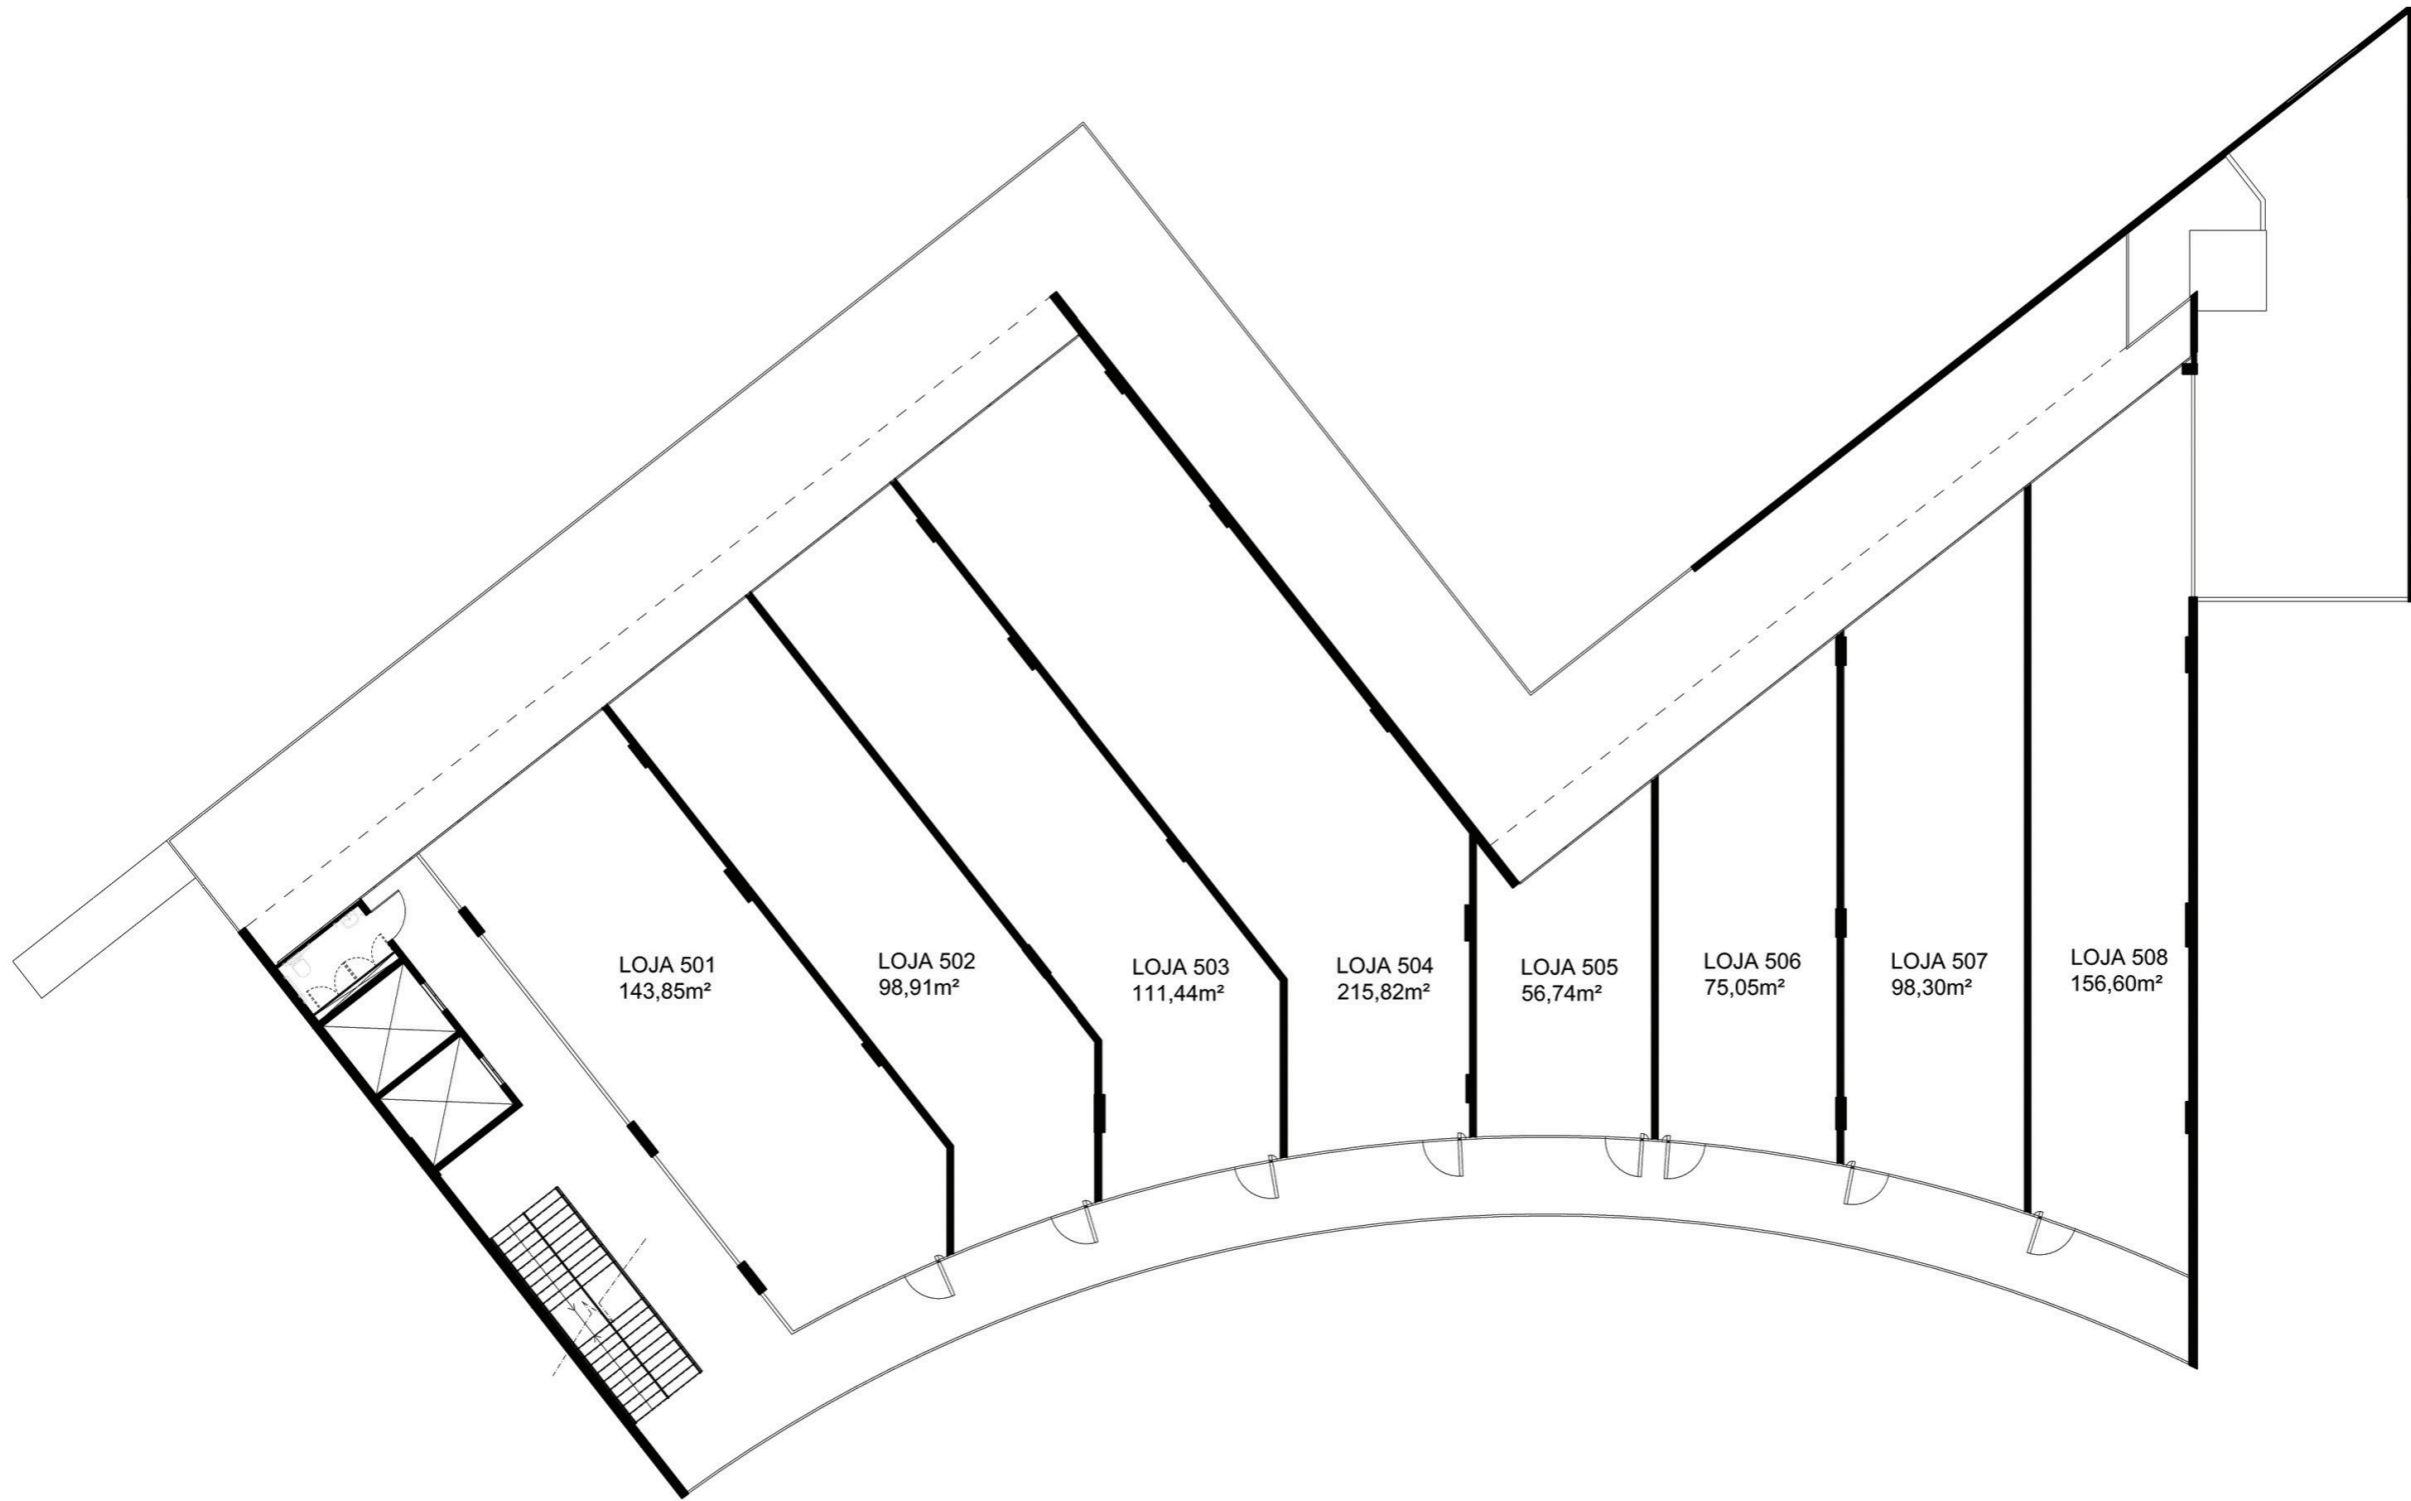 LOJA 501
143,85m²
LOJA 502
98,91m²
LOJA 503
111,44m²
LOJA 504
215,82m²
LOJA 505
56,74m²
LOJA 506
75,05m²
LOJA 507
98,30m²
LOJA 508
156,60m²